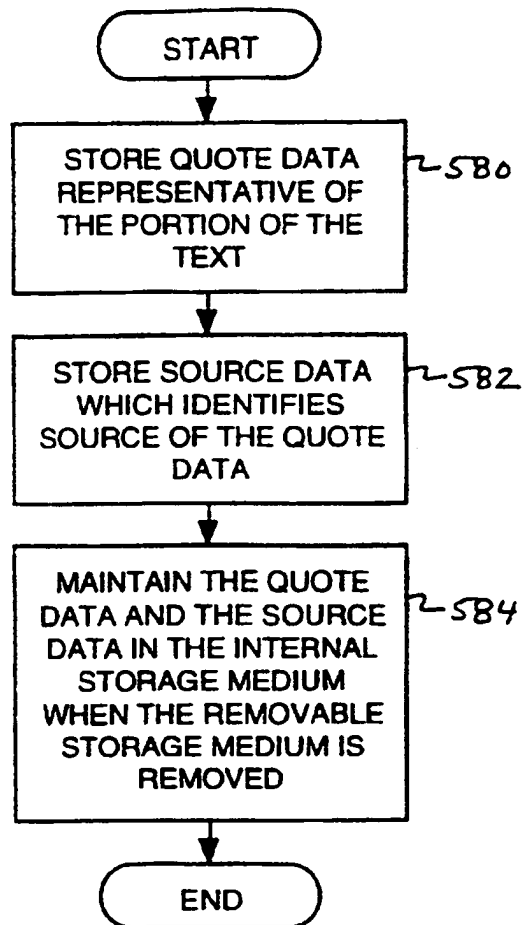 START
STORE QUOTE DATA
REPRESENTATIVE OF
THE PORTION OF THE
TEXT
580
STORE SOURCE DATA
WHICH IDENTIFIES
SOURCE OF THE QUOTE
DATA
582
MAINTAIN THE QUOTE
DATA AND THE SOURCE
DATA IN THE INTERNAL
STORAGE MEDIUM
WHEN THE REMOVABLE
STORAGE MEDIUM IS
REMOVED
584
END